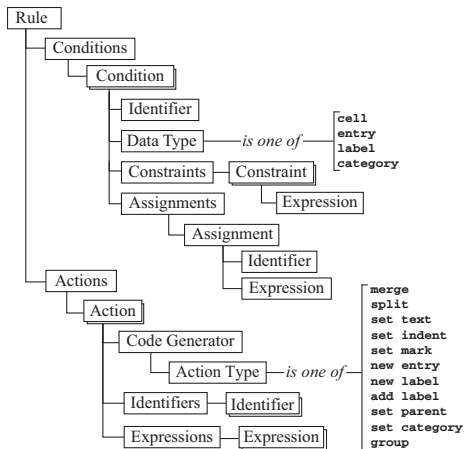 Rule
Conditions
Condition
Identifier
Data Type is one of
cell
entry
label
category
Constraints Constraint
Expression
Assignments
Assignment
Identifier
Expression
Actions
Action
Code Generator
Action Type is one of
merge
split
set text
set indent
set mark
new entry
new label
add label
set parent
set category
group
Identifiers Identifier
Expressions Expression